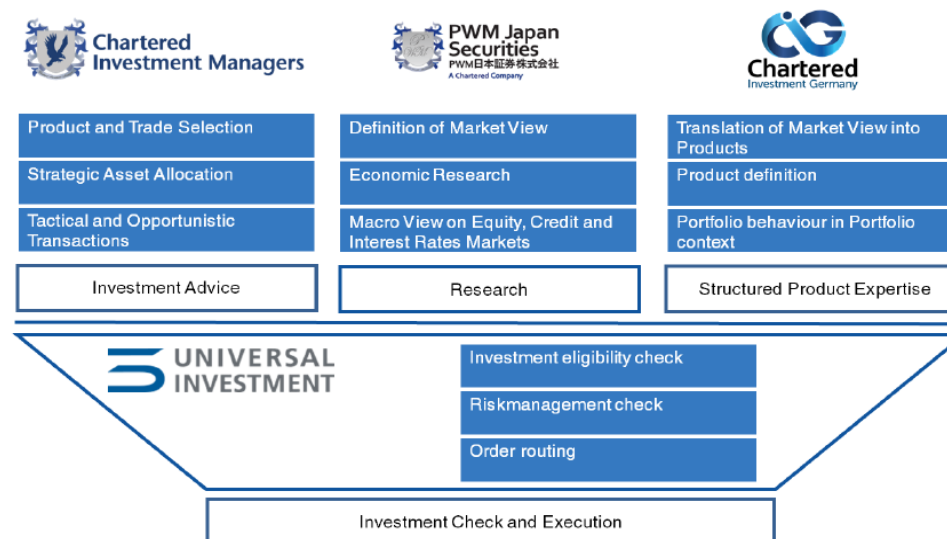 Chartered
Investment Managers
PWM Japan
Securities
PWM日本証券株式会社
A Chartered Company
Chartered
Investment Germany
Product and Trade Selection
Strategic Asset Allocation
Tactical and Opportunistic
Transactions
Investment Advice
Definition of Market View
Economic Research
Macro View on Equity, Credit and
Interest Rates Markets
Research
Translation of Market View into
Products
Product definition
Portfolio behaviour in Portfolio
context
Structured Product Expertise
UNIVERSAL
INVESTMENT
Investment eligibility check
Riskmanagement check
Order routing
Investment Check and Execution